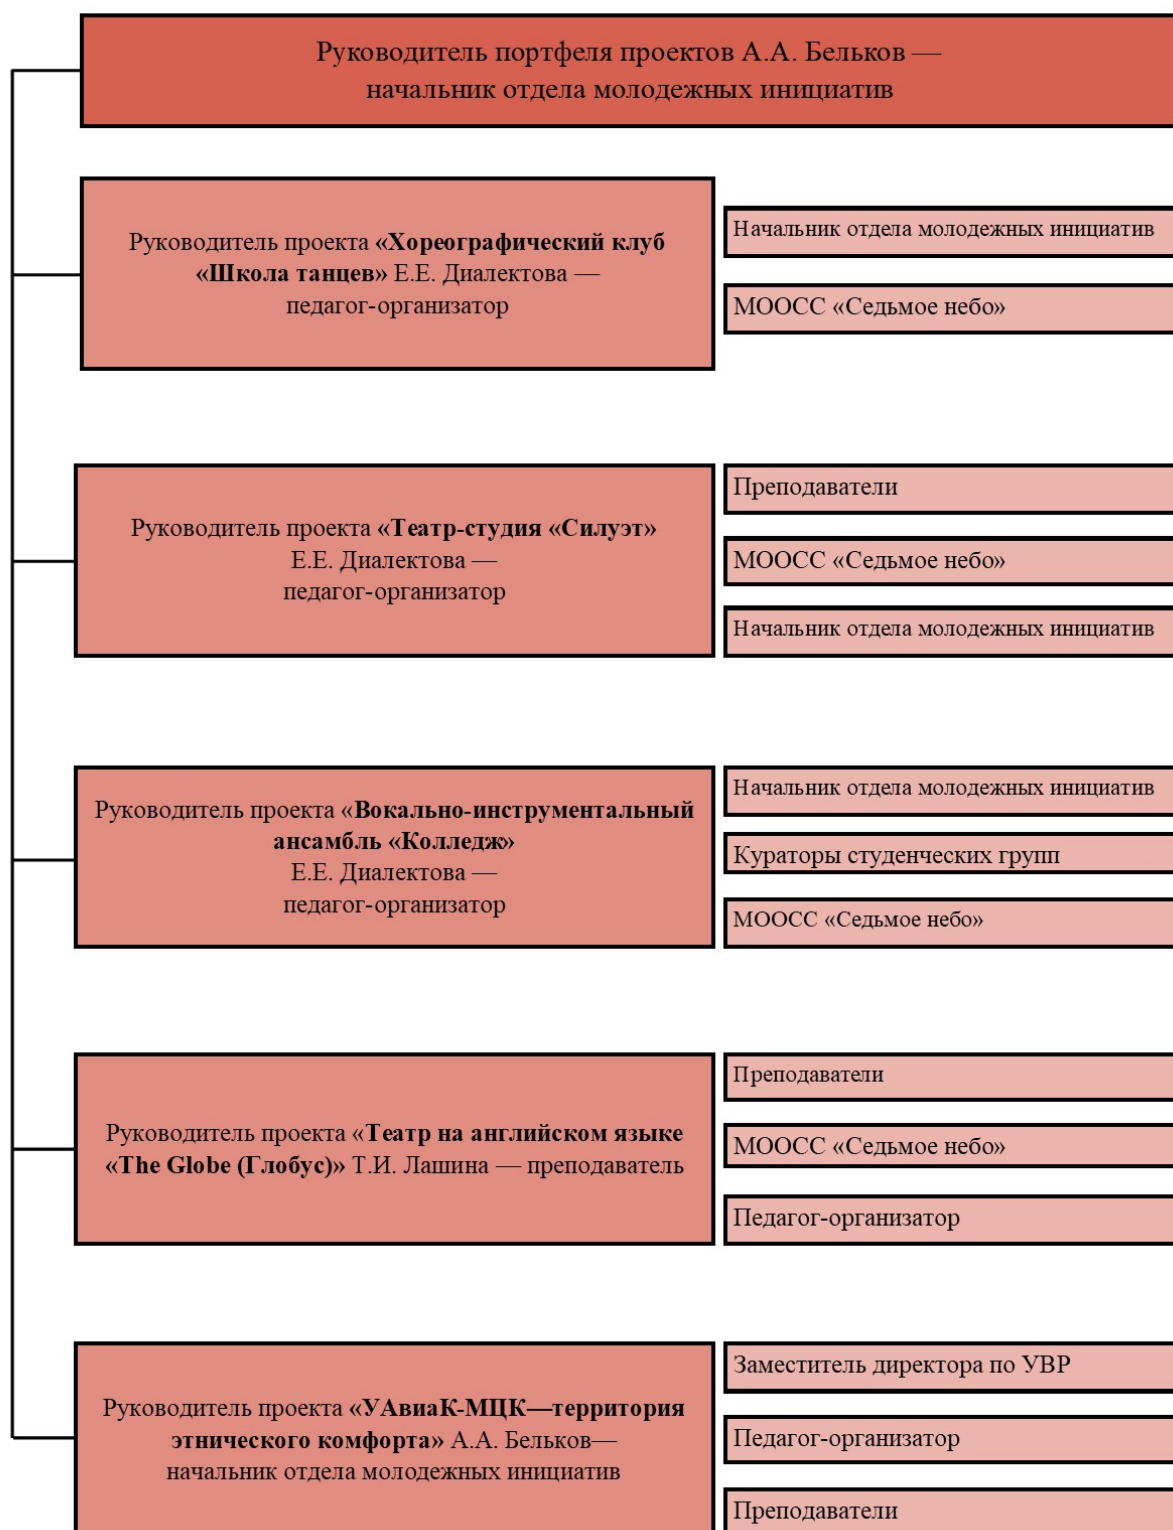 Руководитель портфеля проектов А.А. Бельков —
начальник отдела молодежных инициатив
Руководитель проекта «Хореографический клуб
«Школа танцев» Е.Е. Диалектова —
педагог-организатор
Начальник отдела молодежных инициатив
МООСС «Седьмое небо»
Руководитель проекта «Театр-студия «Силуэт»
Е.Е. Диалектова —
педагог-организатор
Преподаватели
МООСС «Седьмое небо»
Начальник отдела молодежных инициатив
Руководитель проекта «Вокально-инструментальный
ансамбль «Колледж»
Е.Е. Диалектова —
педагог-организатор
Начальник отдела молодежных инициатив
Кураторы студенческих групп
МООСС «Седьмое небо»
Руководитель проекта «Театр на английском языке
«The Globe (Глобус)» Т.И. Лашина — преподаватель
Преподаватели
МООСС «Седьмое небо»
Педагог-организатор
Руководитель проекта «УАвиаК-МЦК—территория
этнического комфорта» А.А. Бельков—
начальник отдела молодежных инициатив
Заместитель директора по УВР
Педагог-организатор
Преподаватели